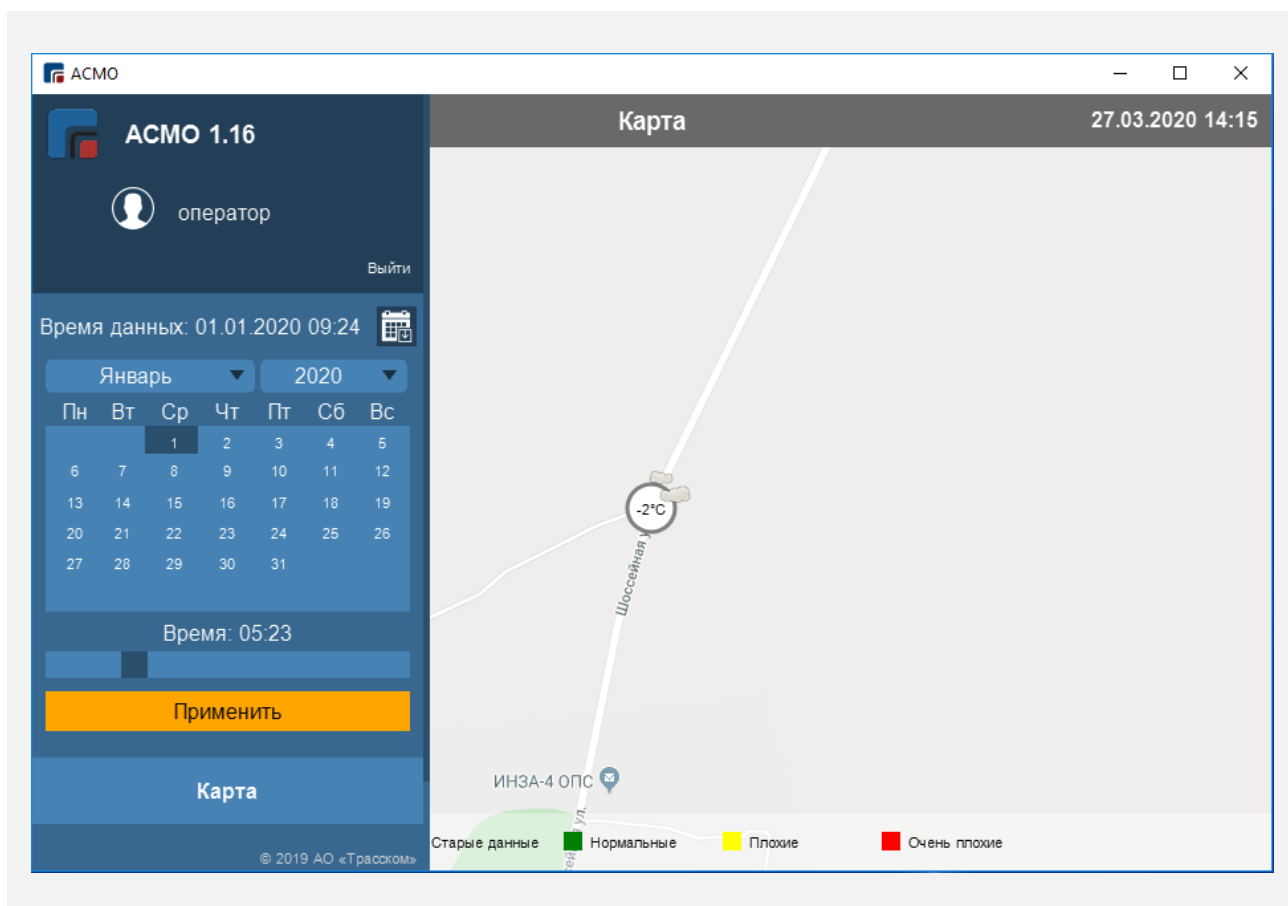 АСМО
АСМО 1.16
оператор
Выйти
Время данных: 01.01.2020 09:24
Январь 2020
Пн Вт Ср Чт Пт Сб Вс
1 2 3 4 5
6 7 8 9 10 11 12
13 14 15 16 17 18 19
20 21 22 23 24 25 26
27 28 29 30 31
Время: 05:23
Применить
Карта
© 2019 АО «Трасском»
Карта 27.03.2020 14:15
-2°C
Шоссейная
ИНЗА-4 ОПС
ул.
Старые данные Нормальные Плохие Очень плохие